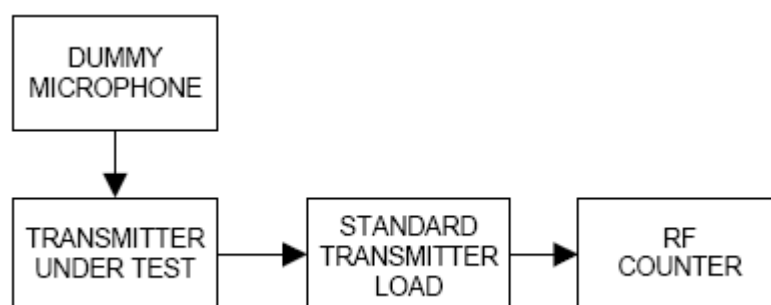 DUMMY
MICROPHONE
TRANSMITTER
UNDER TEST
STANDARD
TRANSMITTER
LOAD
RF
COUNTER